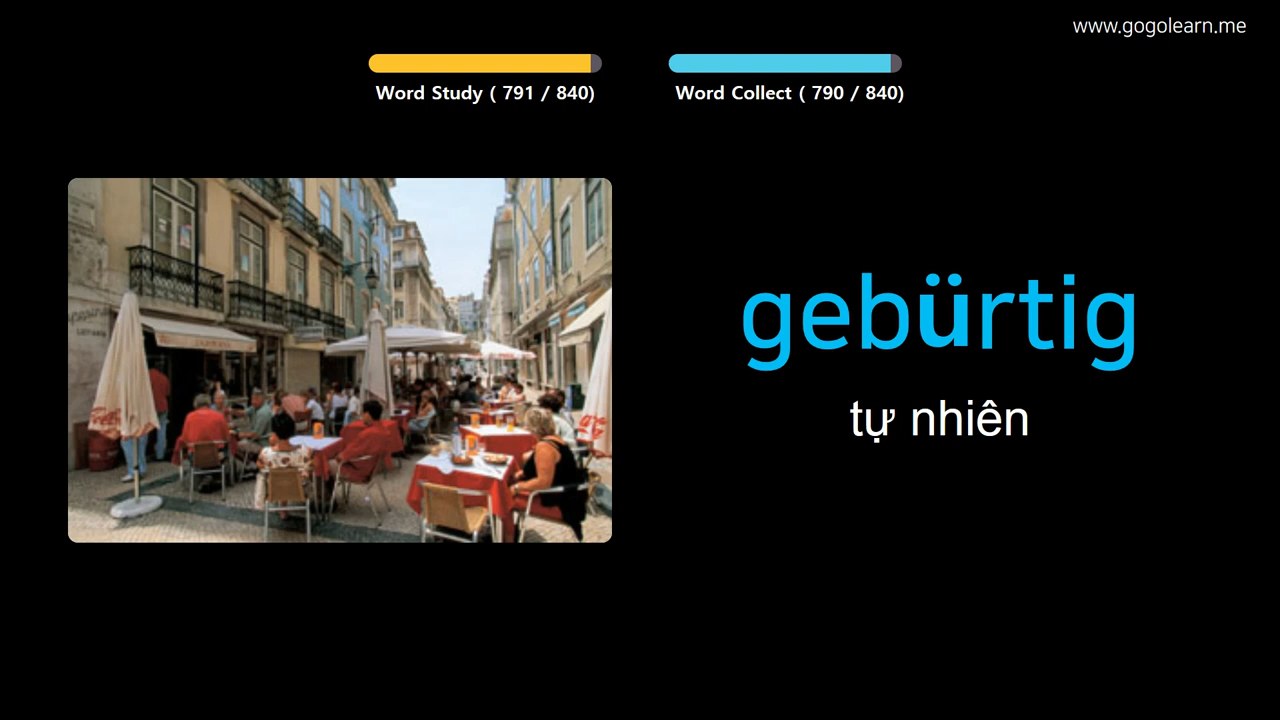 www.gogolearn.me
Word Study ( 791 / 840)
Word Collect ( 790 / 840)
gebürtig
tự nhiên